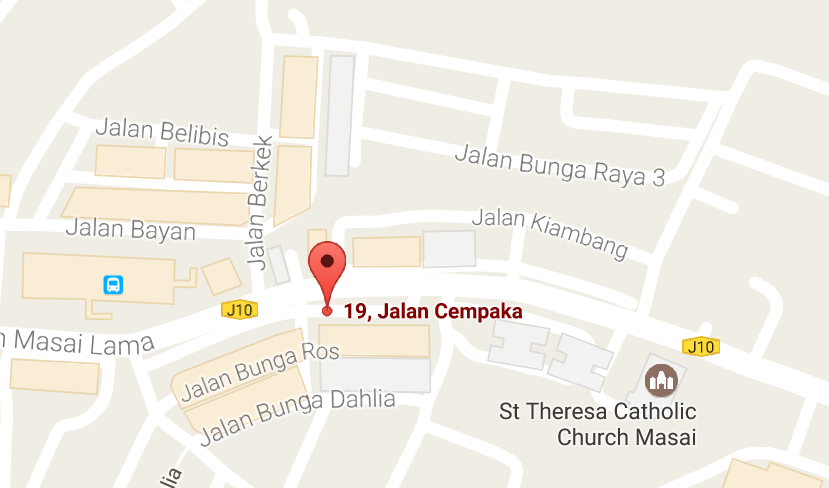 Jalan Belibis
Jalan Berkek
Jalan Bunga Raya 3
Jalan Bayan
Jalan Kiambang
J10
19, Jalan Cempaka
Masai Lama
J10
Jalan Bunga Ros
Jalan Bunga Dahlia
St Theresa Catholic
Church Masai